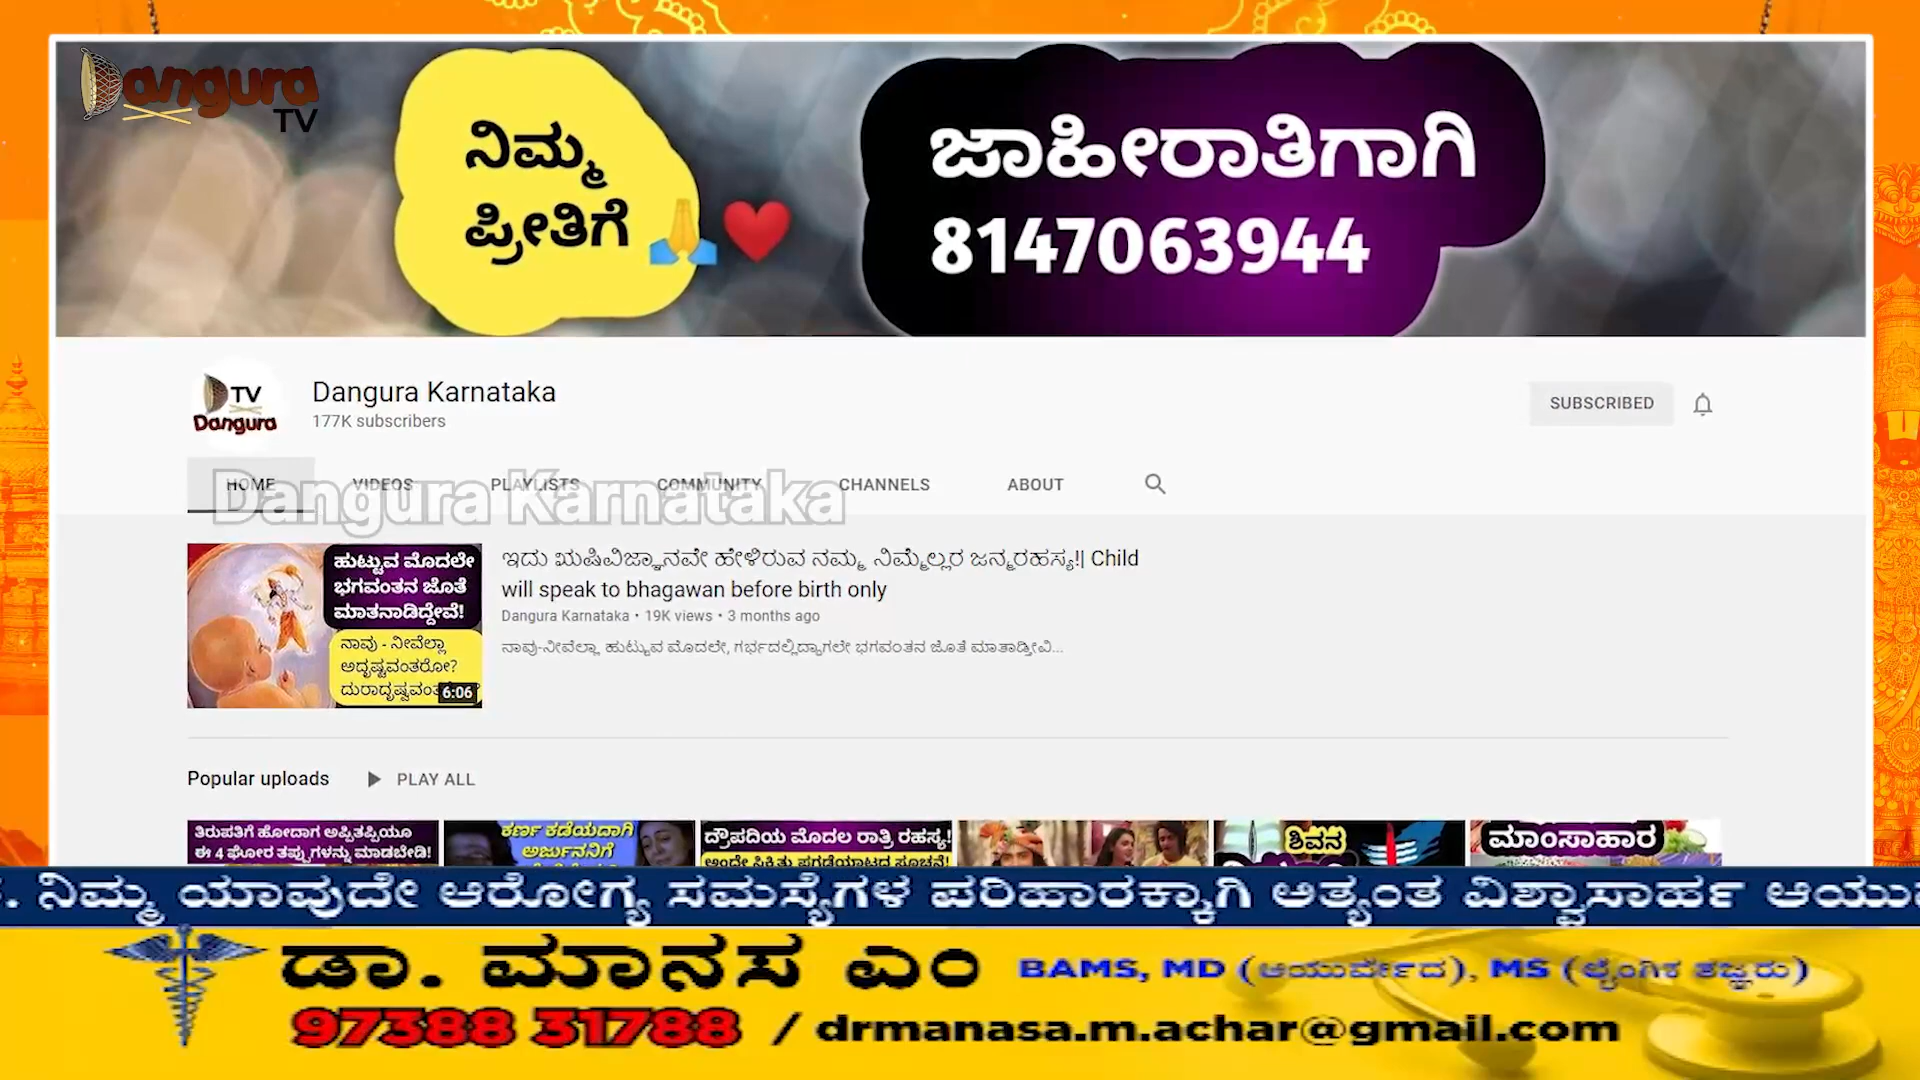 Dangura
TV
ನಿಮ್ಮ
ಪ್ರೀತಿಗೆ
ಜಾಹೀರಾತಿಗಾಗಿ
8147063944
TV
Dangura
Dangura Karnataka
177K subscribers
SUBSCRIBED
HOME VIDEOS PLAYLISTS COMMUNITY CHANNELS ABOUT
Dangura Karnataka
ಹುಟ್ಟುವ ಮೊದಲೇ
ಭಗವಂತನ ಜೊತೆ
ಮಾತನಾಡಿದ್ದೇವೆ!
ನಾವು - ನೀವೆಲ್ಲಾ
ಅದೃಷ್ಟವಂತರೋ?
6:06
ಇದು ಋಷಿವಿಜ್ಞಾನವೇ ಹೇಳಿರುವ ನಮ್ಮ ನಿಮ್ಮೆಲ್ಲರ ಜನ್ಮರಹಸ್ಯ!| Child
will speak to bhagawan before birth only
Dangura Karnataka • 19K views • 3 months ago
ನಾವು-ನೀವೆಲ್ಲಾ ಹುಟ್ಟುವ ಮೊದಲೇ, ಗರ್ಭದಲ್ಲಿದ್ದಾಗಲೇ ಭಗವಂತನ ಜೊತೆ ಮಾತಾಡ್ತೀವಿ...
Popular uploads PLAY ALL
ತಿರುಪತಿಗೆ ಹೋದಾಗ ಅಪ್ಪಿತಪ್ಪಿಯೂ
ಈ 4 ಘೋರ ತಪ್ಪುಗಳನ್ನು ಮಾಡಬೇಡಿ!
ಕರ್ಣ ಕಡೆಯದಾಗಿ
ಅರ್ಜುನನಿಗೆ
ದ್ರೌಪದಿಯ ಮೊದಲ ರಾತ್ರಿ ರಹಸ್ಯ!
ಶಿವನ
ಮಾಂಸಾಹಾರ
. ನಿಮ್ಮ ಯಾವುದೇ ಆರೋಗ್ಯ ಸಮಸ್ಯೆಗಳ ಪರಿಹಾರಕ್ಕಾಗಿ ಅತ್ಯಂತ ವಿಶ್ವಾಸಾರ್ಹ
ಡಾ. ಮಾನಸ ಎಂ BAMS, MD (ಆಯುರ್ವೇದ), MS (ಲೈಂಗಿಕ ತಜ್ಞರು)
97388 31788 / drmanasa.m.achar@gmail.com